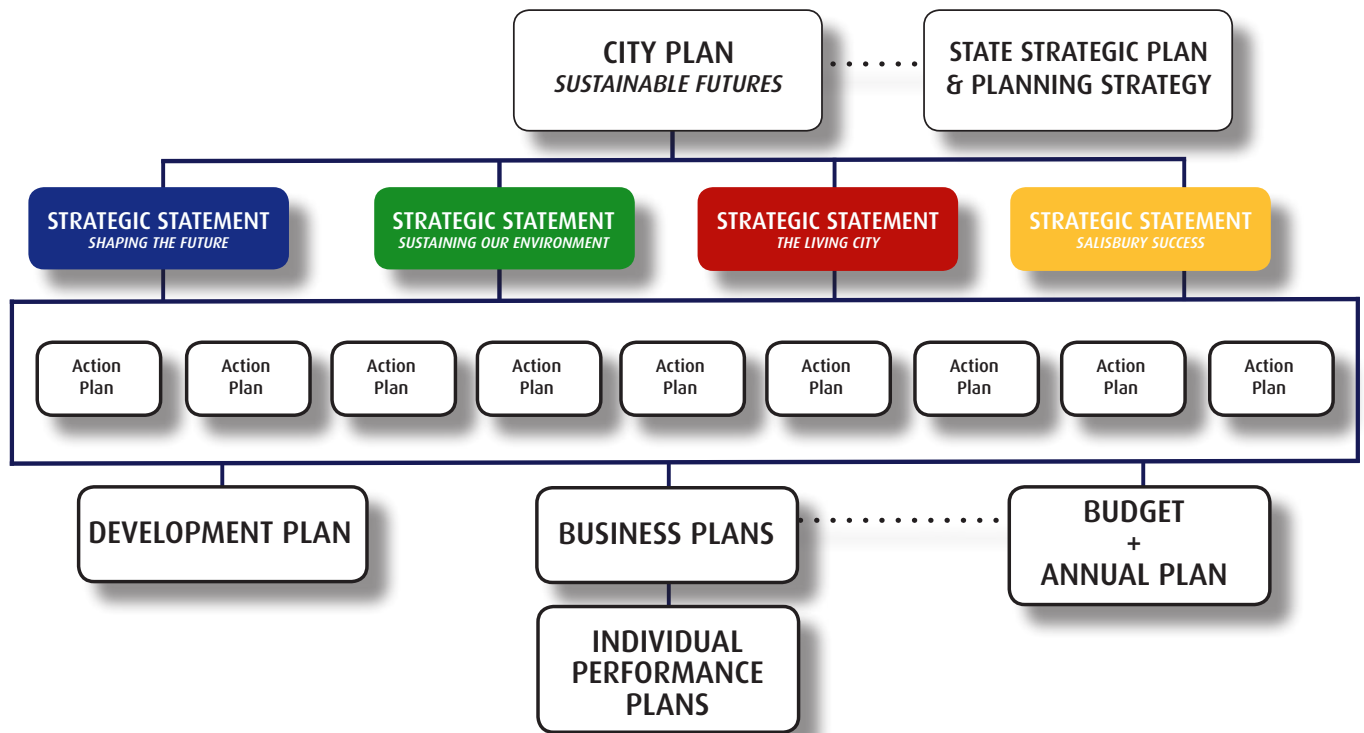 CITY PLAN
SUSTAINABLE FUTURES
STATE STRATEGIC PLAN
& PLANNING STRATEGY
STRATEGIC STATEMENT
SHAPING THE FUTURE
STRATEGIC STATEMENT
SUSTAINING OUR ENVIRONMENT
STRATEGIC STATEMENT
THE LIVING CITY
STRATEGIC STATEMENT
SALISBURY SUCCESS
Action
Plan
Action
Plan
Action
Plan
Action
Plan
Action
Plan
Action
Plan
Action
Plan
Action
Plan
Action
Plan
DEVELOPMENT PLAN
BUSINESS PLANS
BUDGET
+
ANNUAL PLAN
INDIVIDUAL
PERFORMANCE
PLANS